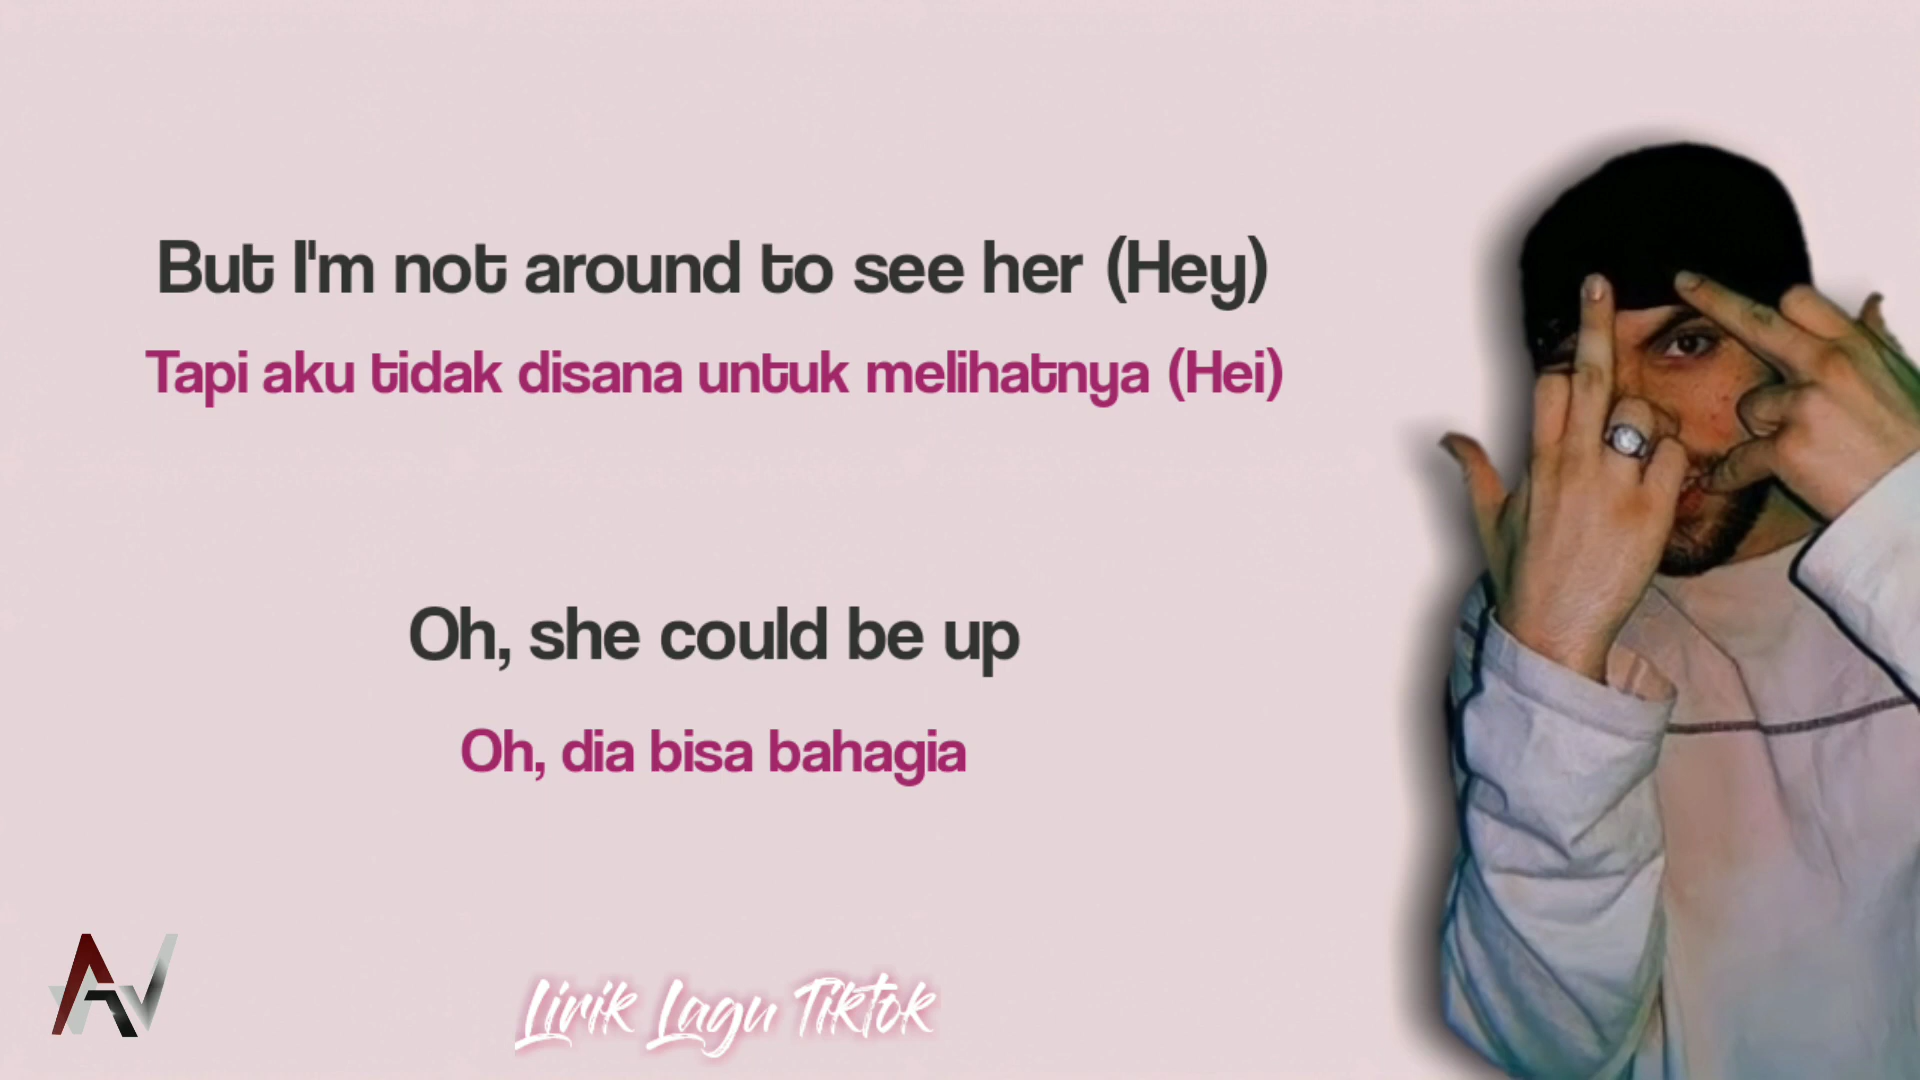 But I'm not around to see her (Hey)
Tapi aku tidak disana untuk melihatnya (Hei)
Oh, she could be up
Oh, dia bisa bahagia
Lirik Lagu Tiktok